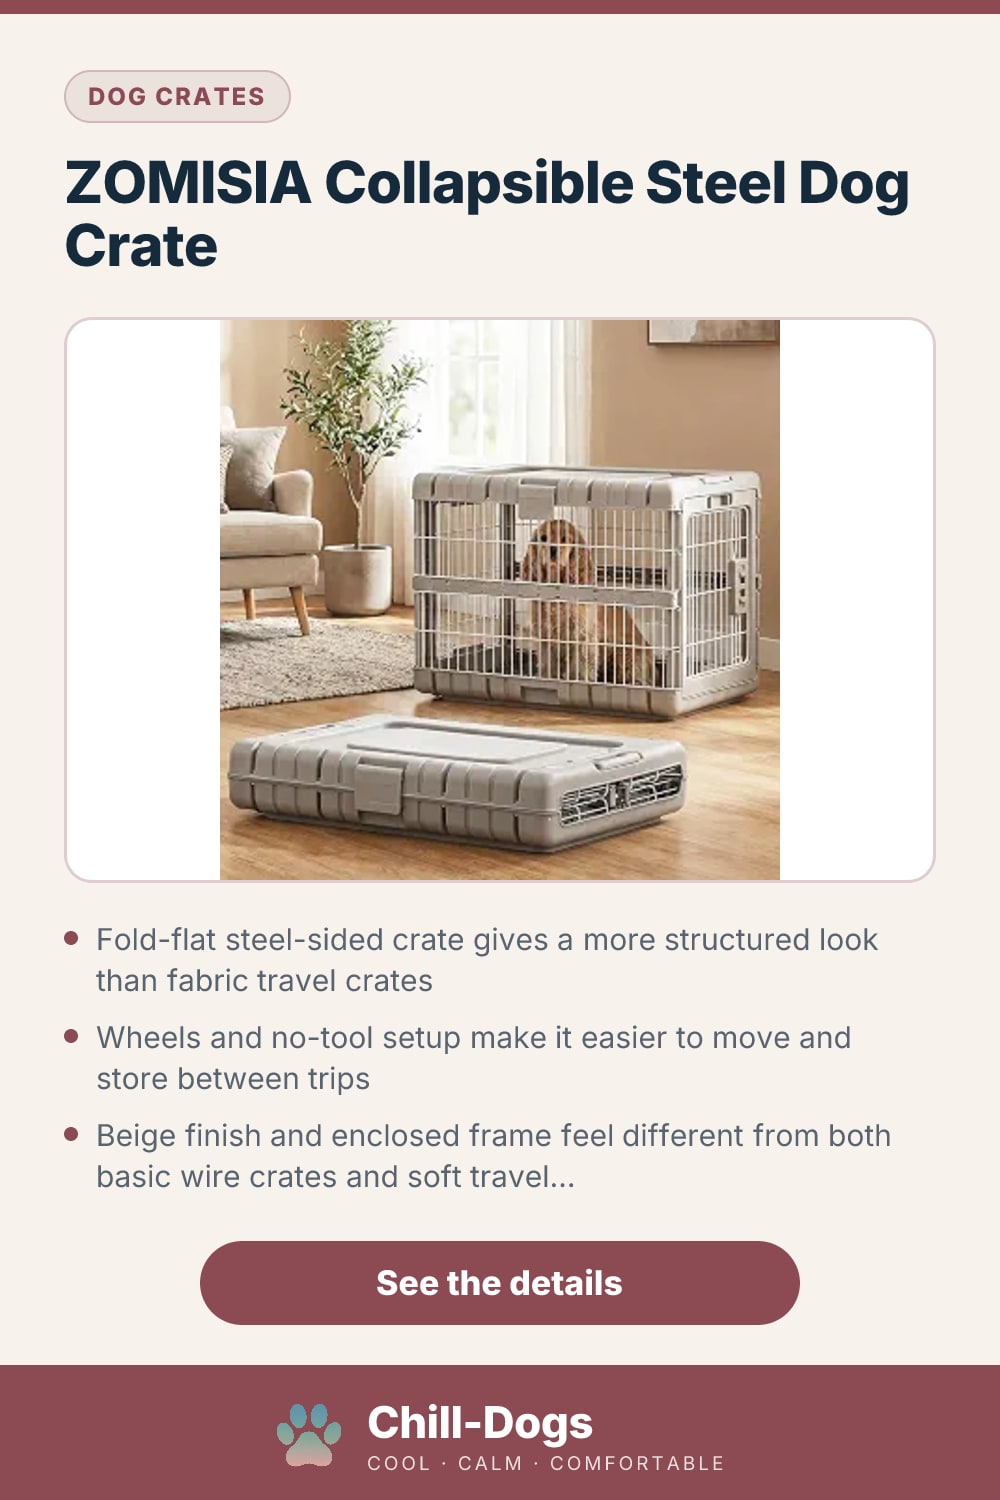 DOG CRATES
ZOMISIA Collapsible Steel Dog
Crate
Fold-flat steel-sided crate gives a more structured look
than fabric travel crates
Wheels and no-tool setup make it easier to move and
store between trips
Beige finish and enclosed frame feel different from both
basic wire crates and soft travel...
See the details
Chill-Dogs
COOL · CALM · COMFORTABLE